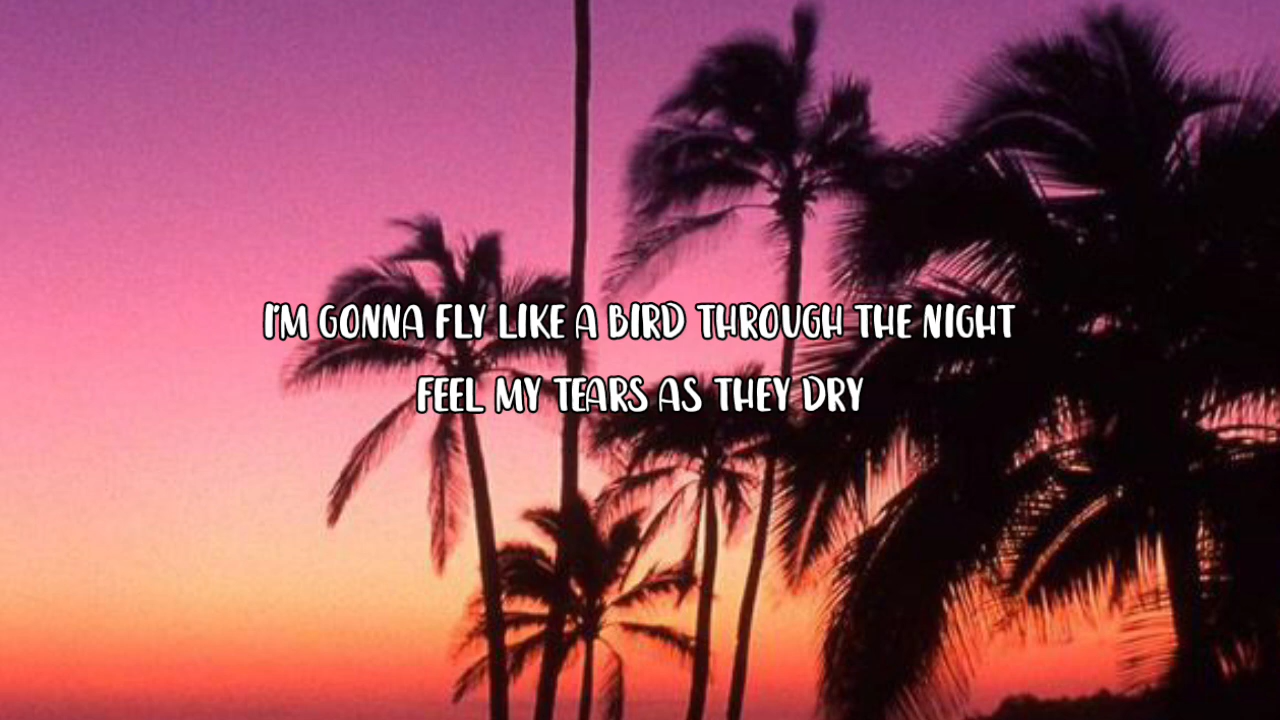 I'M GONNA FLY LIKE A BIRD THROUGH THE NIGHT
FEEL MY TEARS AS THEY DRY